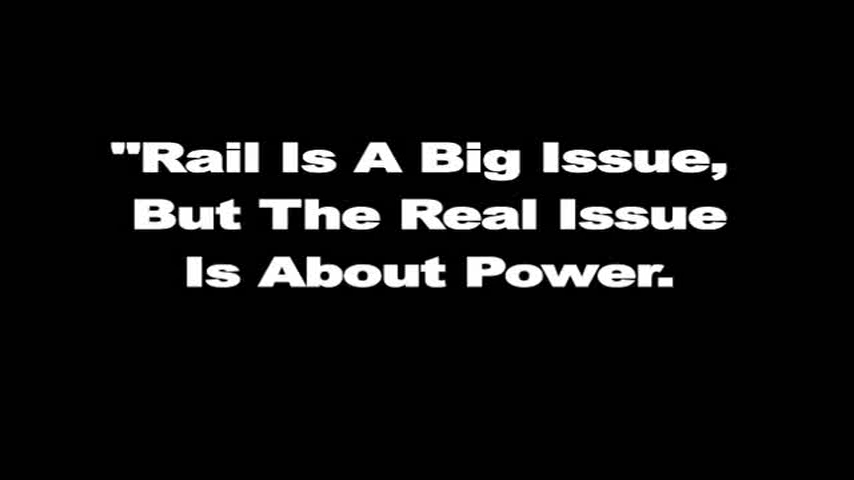 "Rail Is A Big Issue,
But The Real Issue
Is About Power.